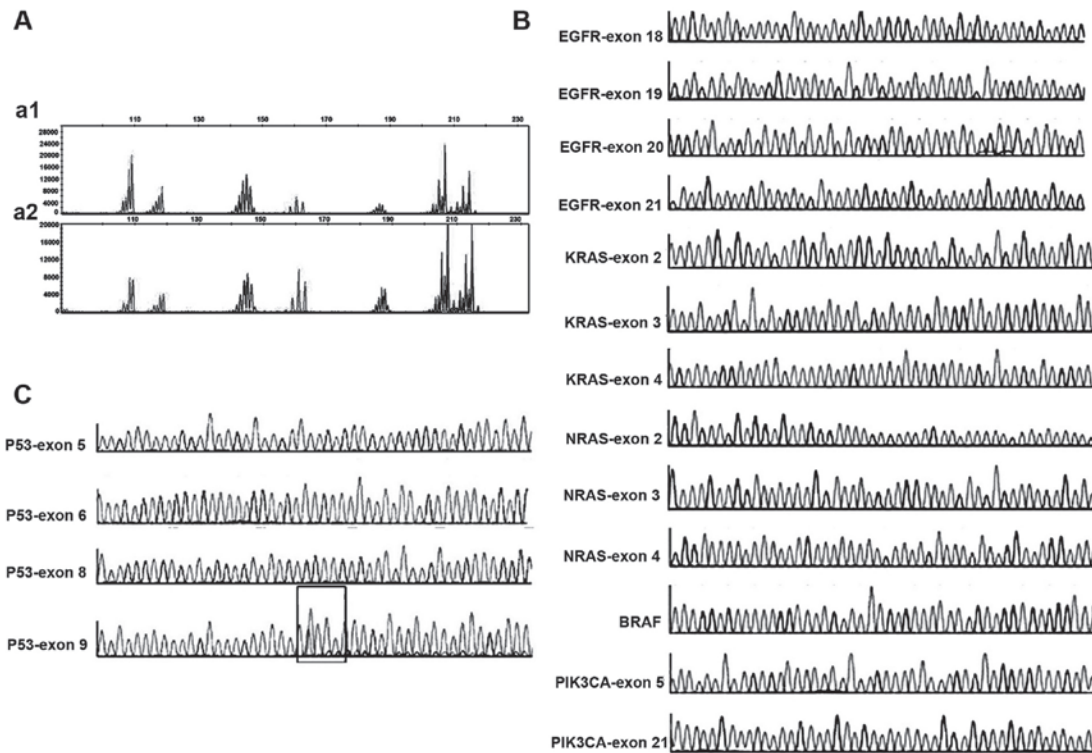 A
a1
110 130 150 170 190 210 230
28000
24000
20000
16000
12000
8000
4000
0
a2
110 130 150 170 190 210 230
20000
16000
12000
8000
4000
0
C
P53-exon 5
P53-exon 6
P53-exon 8
P53-exon 9
B
EGFR-exon 18
EGFR-exon 19
EGFR-exon 20
EGFR-exon 21
KRAS-exon 2
KRAS-exon 3
KRAS-exon 4
NRAS-exon 2
NRAS-exon 3
NRAS-exon 4
BRAF
PIK3CA-exon 5
PIK3CA-exon 21